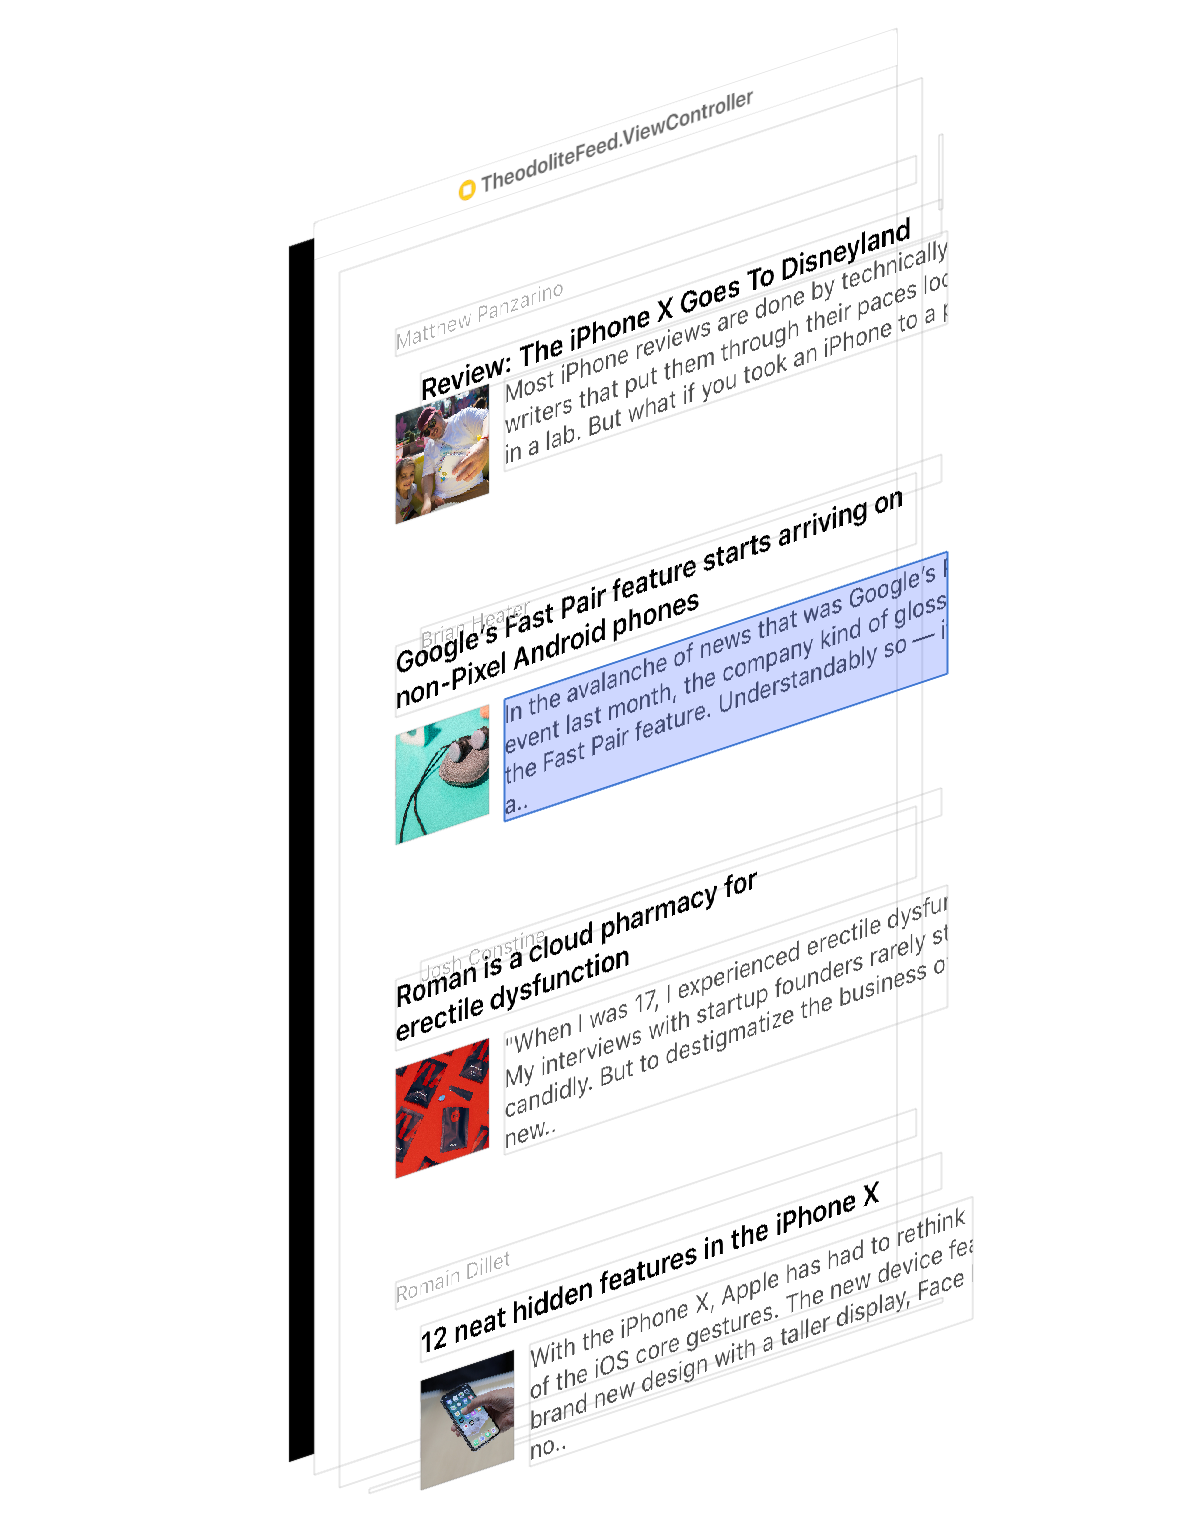 TheodoliteFeed.ViewController
Matthew Panzarino
Review: The iPhone X Goes To Disneyland
Most iPhone reviews are done by technically
writers that put them through their paces loc
in a lab. But what if you took an iPhone to a p
Brian Heater
Google's Fast Pair feature starts arriving on
non-Pixel Android phones
In the avalanche of news that was Google's
event last month, the company kind of gloss
the Fast Pair feature. Understandably so — i
a..
Josh Constine
Roman is a cloud pharmacy for
erectile dysfunction
"When I was 17, I experienced erectile dysfun
My interviews with startup founders rarely st
candidly. But to destigmatize the business o
new..
Romain Dillet
12 neat hidden features in the iPhone X
With the iPhone X, Apple has had to rethink
of the iOS core gestures. The new device fea
brand new design with a taller display, Face
no..